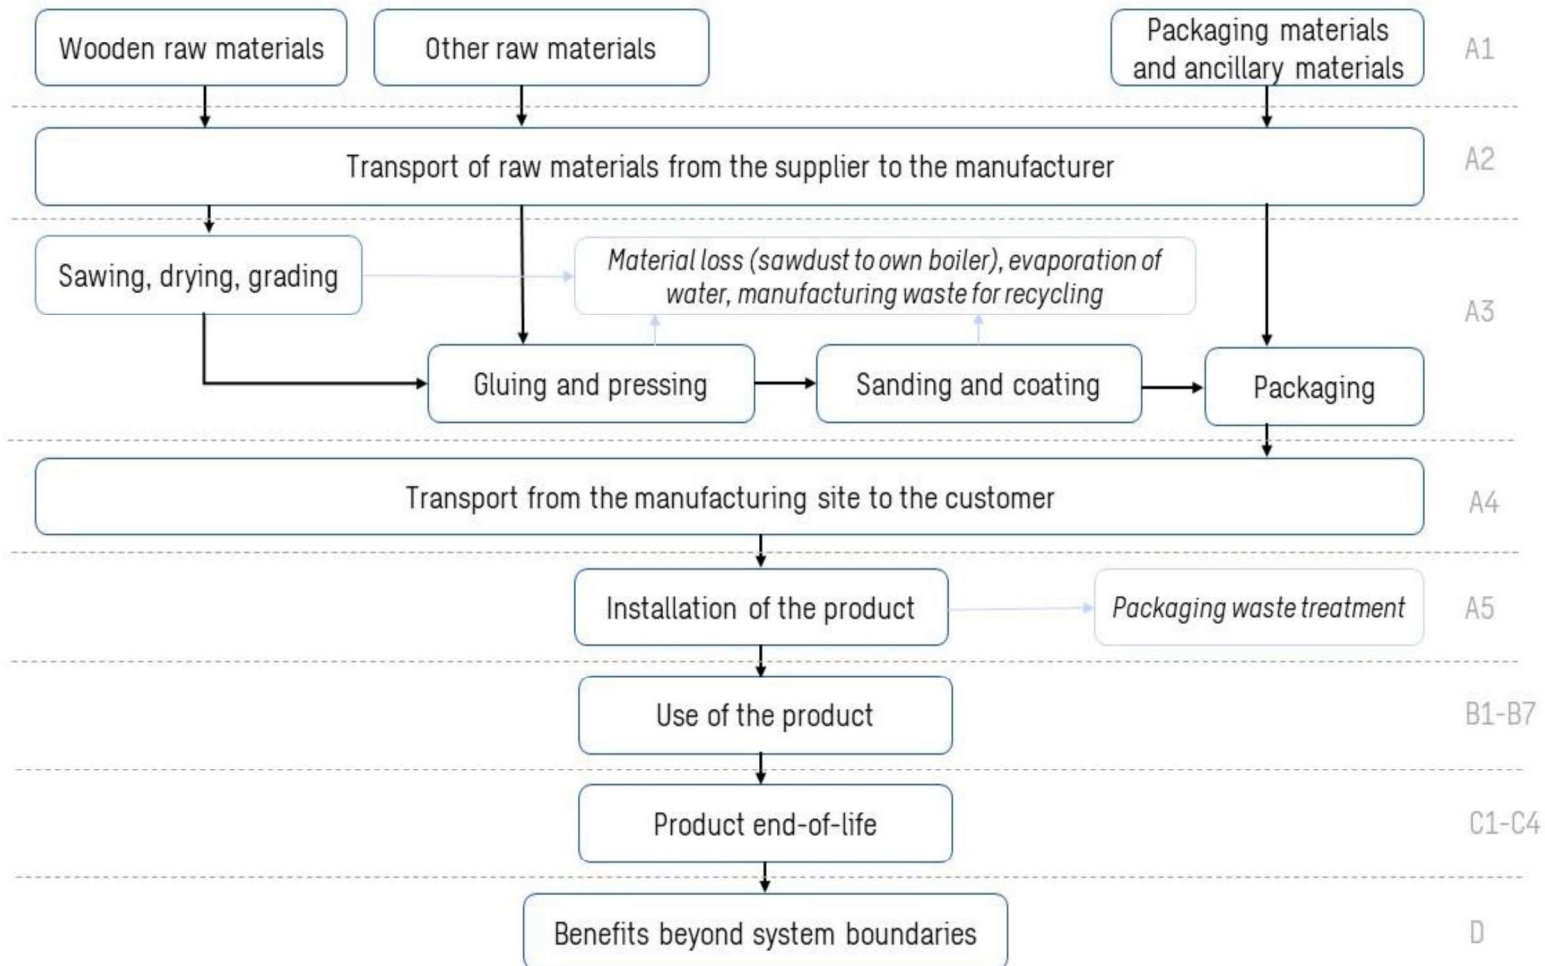 Wooden raw materials
Other raw materials
Packaging materials
and ancillary materials
A1
Transport of raw materials from the supplier to the manufacturer
A2
Sawing, drying, grading
Material loss (sawdust to own boiler), evaporation of
water, manufacturing waste for recycling
A3
Gluing and pressing
Sanding and coating
Packaging
Transport from the manufacturing site to the customer
A4
Installation of the product
Packaging waste treatment
A5
Use of the product
B1-B7
Product end-of-life
C1-C4
Benefits beyond system boundaries
D